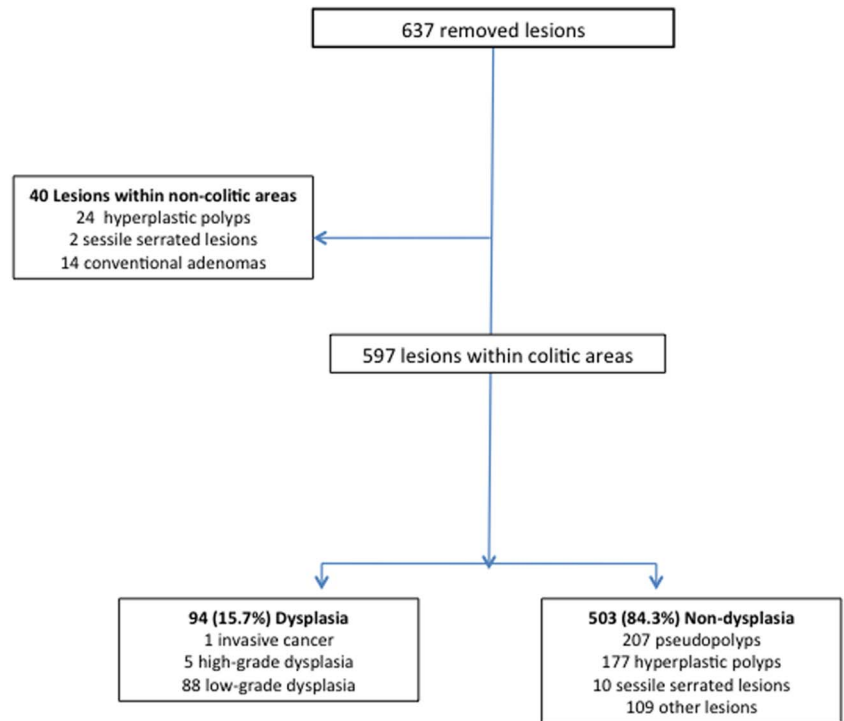 637 removed lesions
40 Lesions within non-colitic areas
24 hyperplastic polyps
2 sessile serrated lesions
14 conventional adenomas
597 lesions within colitic areas
94 (15.7%) Dysplasia
1 invasive cancer
5 high-grade dysplasia
88 low-grade dysplasia
503 (84.3%) Non-dysplasia
207 pseudopolyps
177 hyperplastic polyps
10 sessile serrated lesions
109 other lesions